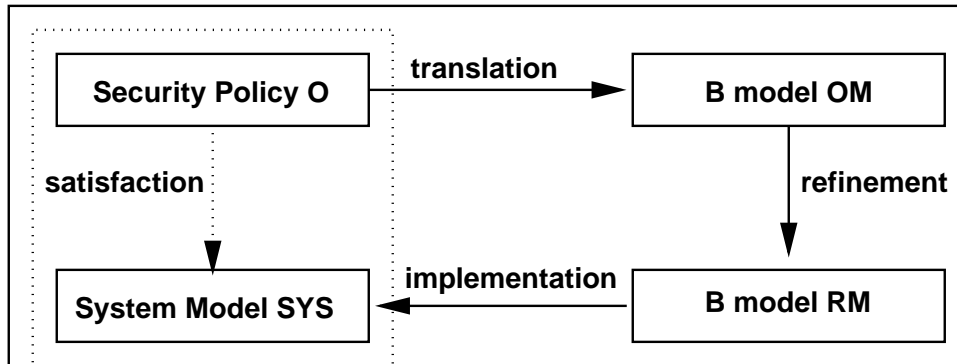 Security Policy O
translation
B model OM
satisfaction
refinement
System Model SYS
implementation
B model RM